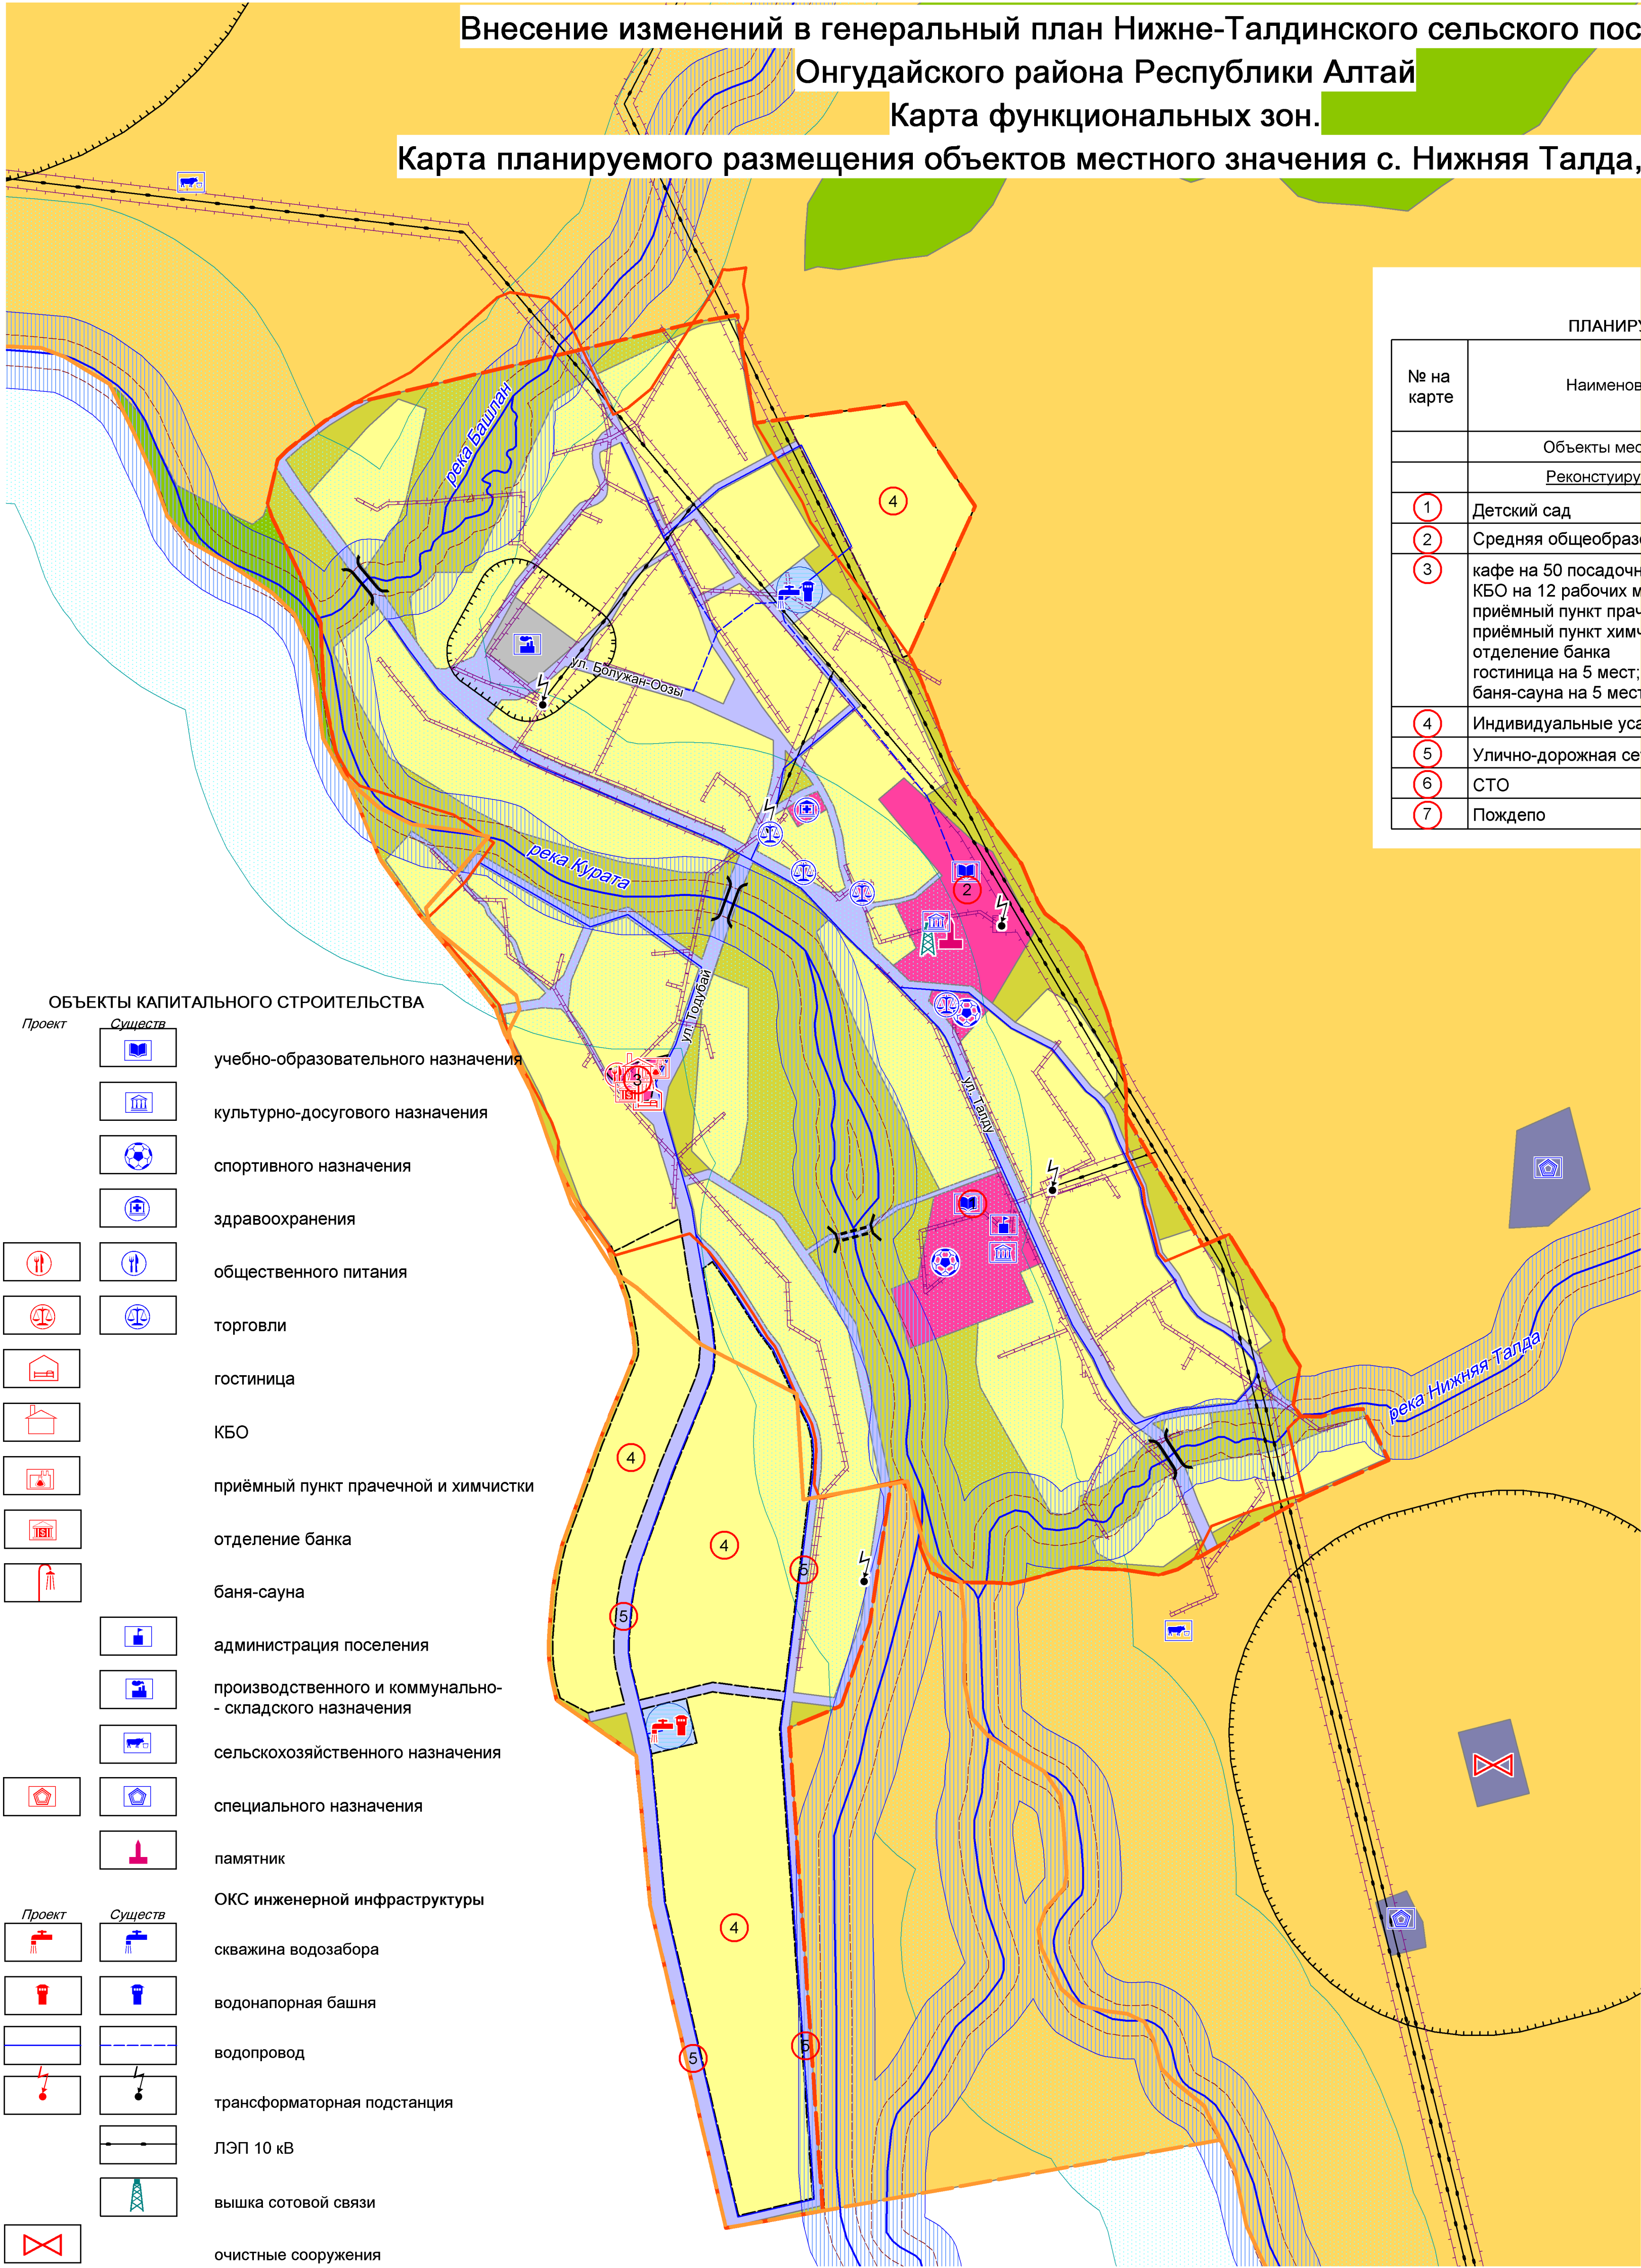 Внесение изменений в генеральный план Нижне-Талдинского сельского пос
Онгудайского района Республики Алтай
Карта функциональных зон.
Карта планируемого размещения объектов местного значения с. Нижняя Талда,
ПЛАНИРУ
№ на
карте
Наименов
Объекты мес
Реконстуиру
1 Детский сад
2 Средняя общеобразо
3 кафе на 50 посадочн
КБО на 12 рабочих м
приёмный пункт прач
приёмный пункт химч
отделение банка
гостиница на 5 мест;
баня-сауна на 5 мест
4 Индивидуальные уса
5 Улично-дорожная се
6 СТО
7 Пождепо
река Башлан
4
ул. Болужан-Оозы
река Курата
2
ул. Тодубай
3
ул. Талду
река Нижняя Талда
4
4
5
5
4
5
5
ОБЪЕКТЫ КАПИТАЛЬНОГО СТРОИТЕЛЬСТВА
Проект Существ
учебно-образовательного назначения
культурно-досугового назначения
спортивного назначения
здравоохранения
общественного питания
торговли
гостиница
КБО
приёмный пункт прачечной и химчистки
отделение банка
баня-сауна
администрация поселения
производственного и коммунально-
- складского назначения
сельскохозяйственного назначения
специального назначения
памятник
ОКС инженерной инфраструктуры
Проект Существ
скважина водозабора
водонапорная башня
водопровод
трансформаторная подстанция
ЛЭП 10 кВ
вышка сотовой связи
очистные сооружения